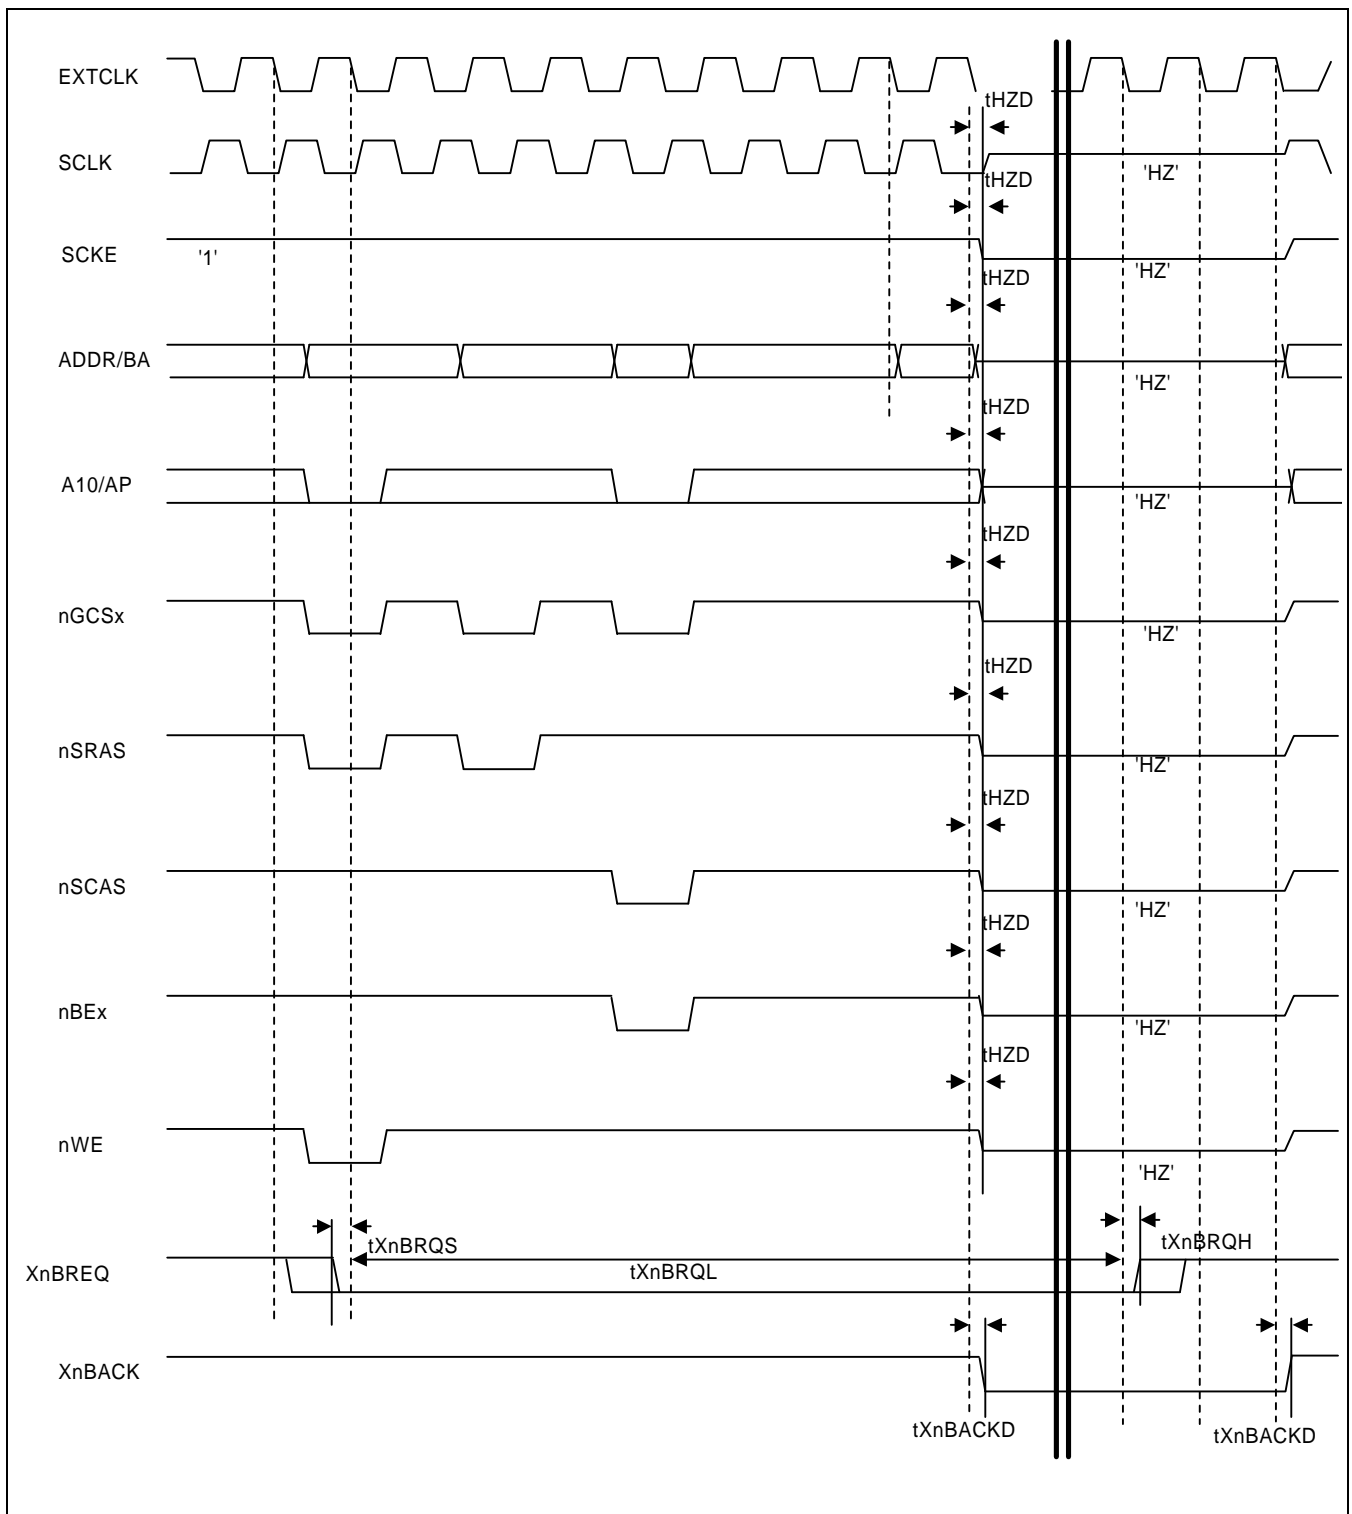 EXTCLK
tHZD
SCLK
'HZ'
tHZD
SCKE
'1'
'HZ'
tHZD
ADDR/BA
'HZ'
tHZD
A10/AP
'HZ'
tHZD
nGCSx
'HZ'
tHZD
nSRAS
'HZ'
tHZD
nSCAS
'HZ'
tHZD
nBEx
'HZ'
tHZD
nWE
'HZ'
tXnBRQS
tXnBRQH
XnBREQ
tXnBRQL
XnBACK
tXnBACKD
tXnBACKD